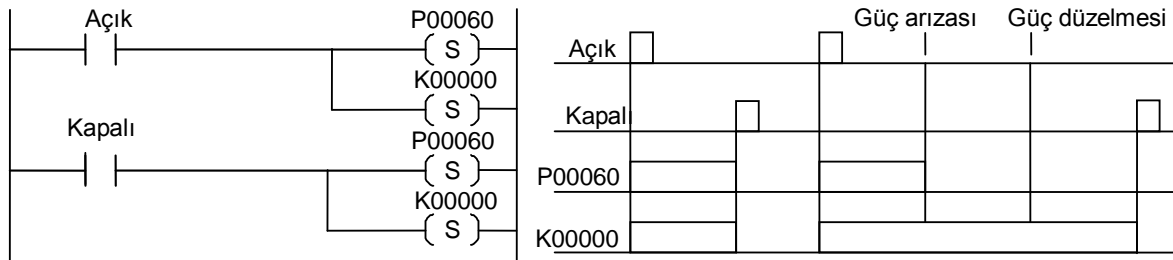 Açık
P00060
S
K00000
S
Kapalı
P00060
S
K00000
S
Güç arızası Güç düzelmesi
Açık
Kapalı
P00060
K00000